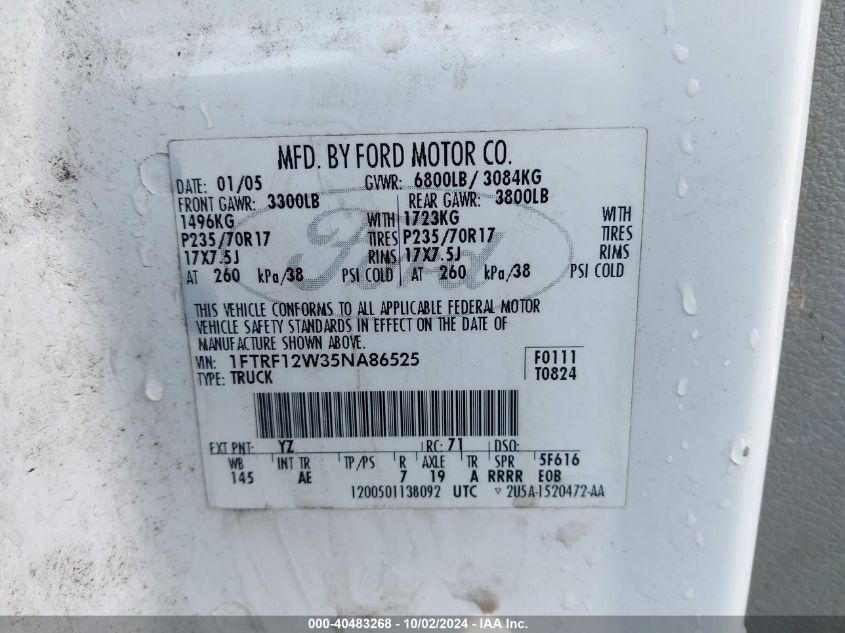 MFD. BY FORD MOTOR CO.
DATE: 01/05 GVWR: 6800LB/ 3084KG
FRONT GAWR: 3300LB REAR GAWR: 3800LB
1496KG WITH 1723KG WITH
P235/70R17 TIRES P235/70R17 TIRES
17X7.5J RIMS 17X7.5J RIMS
AT 260 kPa/38 PSI COLD AT 260 kPa/38 PSI COLD
Ford
THIS VEHICLE CONFORMS TO ALL APPLICABLE FEDERAL MOTOR
VEHICLE SAFETY STANDARDS IN EFFECT ON THE DATE OF
MANUFACTURE SHOWN ABOVE.
VIN: 1FTRF12W35NA86525 F0111
TYPE: TRUCK T0824
EXT PNT: YZ RC: 71 DSO:
WB INT TR TP/PS R AXLE TR SPR 5F616
145 AE 7 19 A RRRR EOB
1200501138092 UTC ▽ 2U5A-1520472-AA
000-40483268 - 10/02/2024 - IAA Inc.